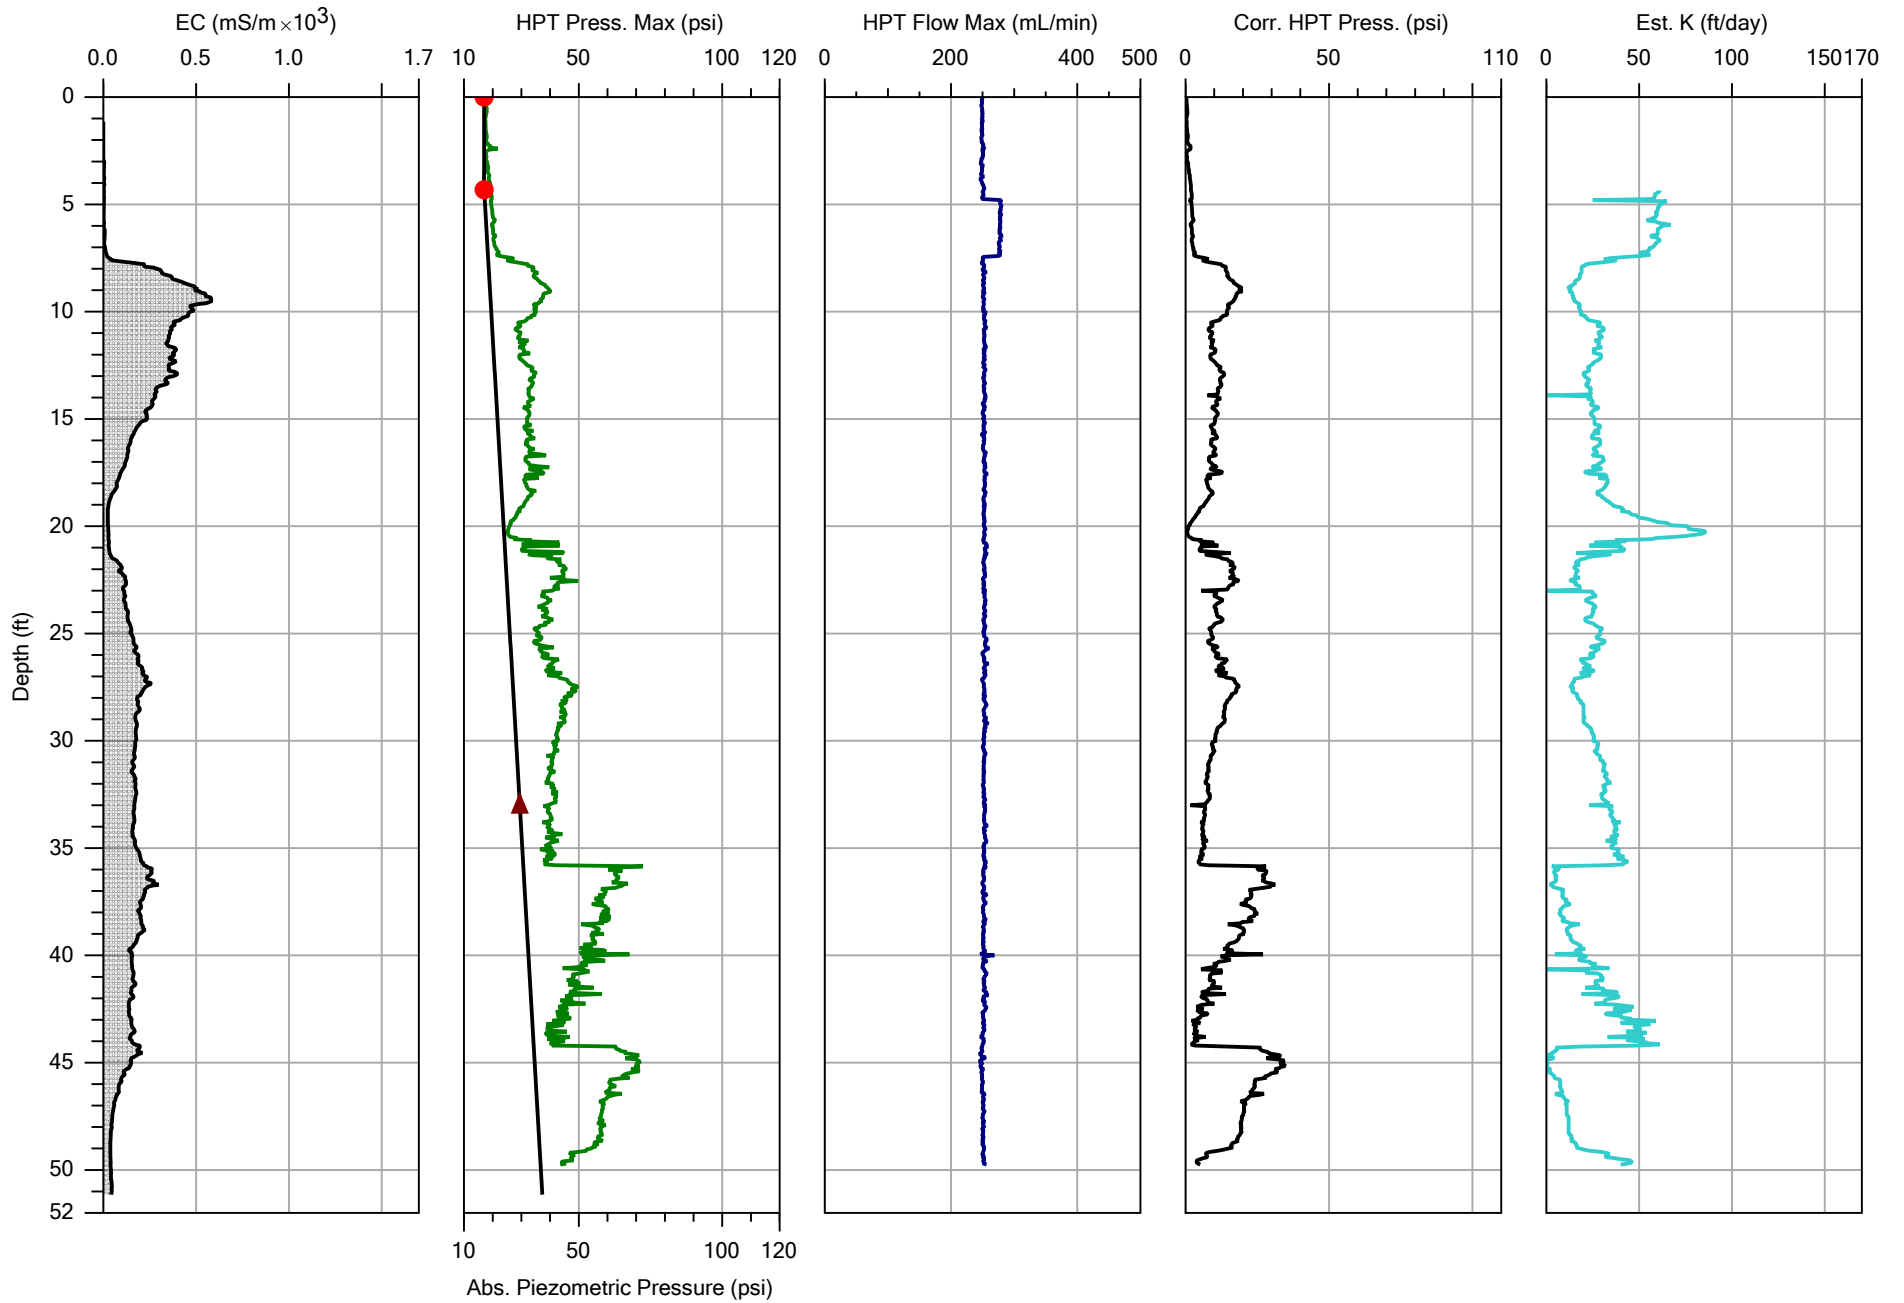 EC (mS/m ×10³) HPT Press. Max (psi) HPT Flow Max (mL/min) Corr. HPT Press. (psi) Est. K (ft/day)
0.0 0.5 1.0 1.7 10 50 120 0 200 400 500 0 50 110 0 50 100 150 170
0
5
10
15
20
25
Depth (ft)
30
35
40
45
50
52
10 50 100 120
Abs. Piezometric Pressure (psi)